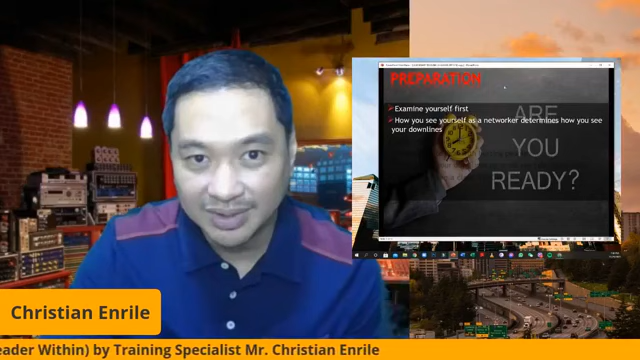 PREPARATION
Examine yourself first
How you see yourself as a networker determines how you see
your downlines
ARE
YOU
READY?
Christian Enrile
eader Within) by Training Specialist Mr. Christian Enrile